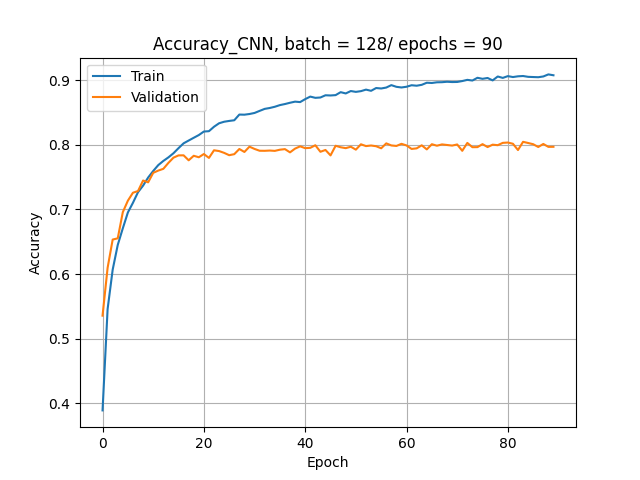 Accuracy_CNN, batch = 128/ epochs = 90
Train
Validation
0.9
0.8
0.7
0.6
0.5
0.4
Accuracy
0 20 40 60 80
Epoch